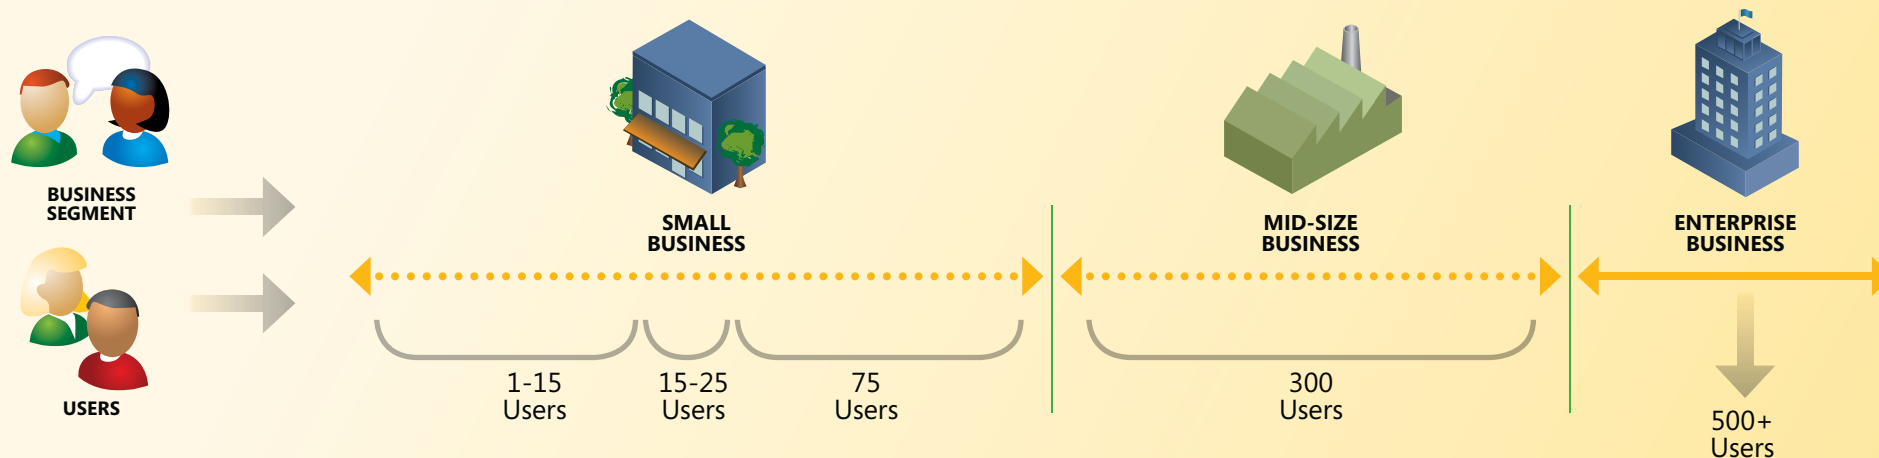 BUSINESS
SEGMENT
SMALL
BUSINESS
MID-SIZE
BUSINESS
ENTERPRISE
BUSINESS
USERS
1-15
Users
15-25
Users
75
Users
300
Users
500+
Users